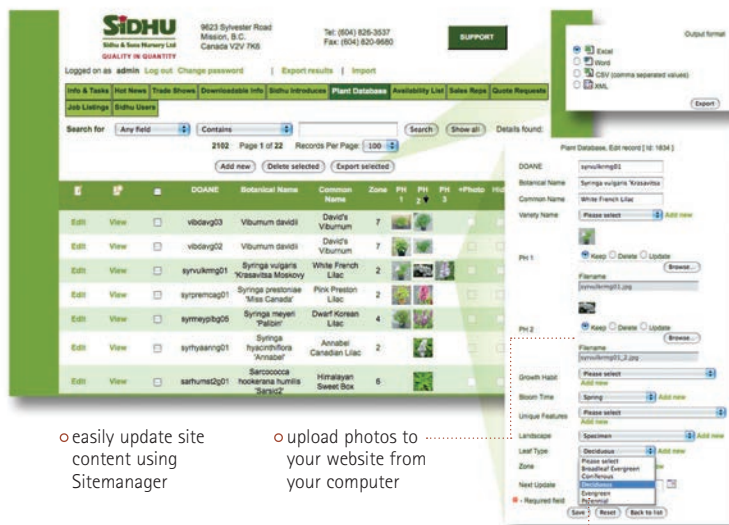 SiDHU
Sidhu & Sons Nursery Ltd
QUALITY IN QUANTITY
9623 Sylvester Road
Mission, B.C.
Canada V2V 7K6
Tel: (604) 826-3537
Fax: (604) 820-9680
SUPPORT
Logged on as admin Log out Change password | Export results | Import
Info & Tasks Hot News Trade Shows Downloadable Info Sidhu Introduces Plant Database Availability List Sales Reps Quote Requests
Job Listings Sidhu Users
Search for Any field Contains Search Show all Details found:
2102 Page 1 of 22 Records Per Page: 100
Add new Delete selected Export selected
DOANE Botanical Name Common Name Zone PH 1 PH 2 PH 3 +Photo
Edit View vibdavg03 Viburnum davidii David's Viburnum 7
Edit View vibdavg02 Viburnum davidii David's Viburnum 7
Edit View syrvulkrmg01 Syringa vulgaris 'Krasavitsa Moskovy White French Lilac 2
Edit View syrpremcag01 Syringa prestoniae 'Miss Canada' Pink Preston Lilac 2
Edit View syrmeyplbg05 Syringa meyeri 'Palibin' Dwarf Korean Lilac 4
Edit View syrhyaanng01 Syringa hyacinthiflora 'Annabel' Annabel Canadian Lilac 2
Edit View sarhumst2g01 Sarcococca hookerana humilis 'Sarsid2' Himalayan Sweet Box 6
Output format
Excel
Word
CSV (comma separated values)
XML
Export
Plant Database, Edit record [ Id: 1834 ]
DOANE syrvulkrmg01
Botanical Name Syringa vulgaris 'Krasavitsa
Common Name White French Lilac
Variety Name Please select Add new
PH 1 Keep Delete Update
Browse...
Filename
syrvulkrmg01.jpg
PH 2 Keep Delete Update
Browse...
Filename
syrvulkrmg01_2.jpg
Growth Habit Please select
Add new
Bloom Time Spring Add new
Unique Features Please select
Add new
Landscape Specimen Add new
Leaf Type Deciduous Add new
Please select
Broadleaf Evergreen
Coniferous
Deciduous
Evergreen
Perennial
Zone
Next Update
- Required field
Save Reset Back to list
easily update site
content using
Sitemanager
upload photos to
your website from
your computer